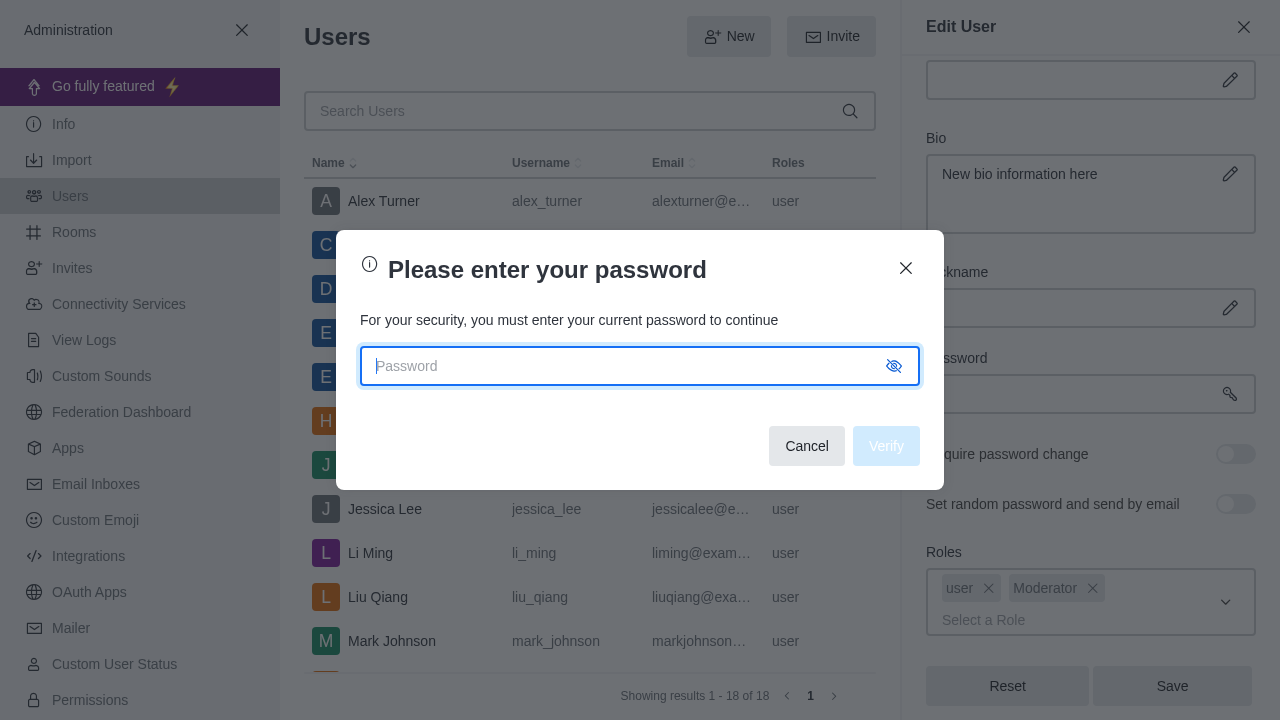 Administration
Go fully featured
Info
Import
Users
Rooms
Invites
Connectivity Services
View Logs
Custom Sounds
Federation Dashboard
Apps
Email Inboxes
Custom Emoji
Integrations
OAuth Apps
Mailer
Custom User Status
Permissions
Users
New
Invite
Search Users
Name Username Email Roles
A Alex Turner alex_turner alexturner@e… user
C
D
E
E
H
J
J Jessica Lee jessica_lee jessicalee@e… user
L Li Ming li_ming liming@exam… user
L Liu Qiang liu_qiang liuqiang@exa… user
M Mark Johnson mark_johnson markjohnson… user
Showing results 1 - 18 of 18 1
Please enter your password
For your security, you must enter your current password to continue
Password
Cancel
Verify
Edit User
Bio
New bio information here
ckname
ssword
quire password change
Set random password and send by email
Roles
user Moderator
Select a Role
Reset
Save